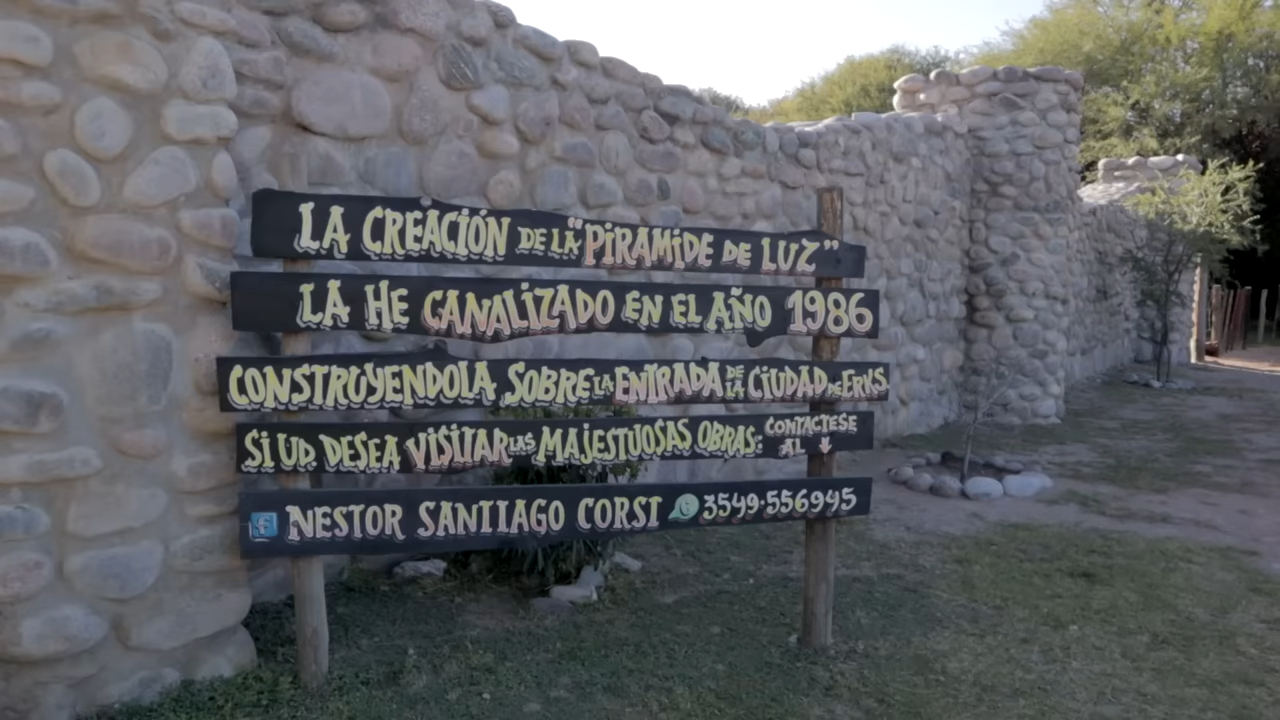 LA CREACIÓN DE LA "PIRAMIDE DE LUZ"
LA HE CANALIZADO EN EL AÑO 1986
CONSTRUYENDOLA SOBRE LA ENTRADA DE LA CIUDAD DE ERKS.
SI UD DESEA VISITAR LAS MAJESTUOSAS OBRAS: CONTACTESE AL
f NESTOR SANTIAGO CORSI 3549-556945